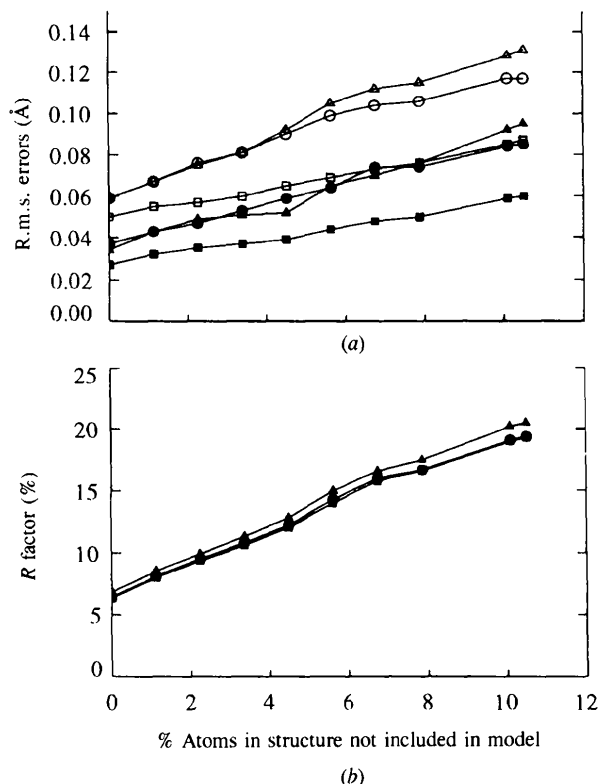 0.14
0.12
0.10
0.08
0.06
0.04
0.02
0.00
R.m.s. errors (Å)
(a)
25
20
15
10
5
0
R factor (%)
0 2 4 6 8 10 12
% Atoms in structure not included in model
(b)